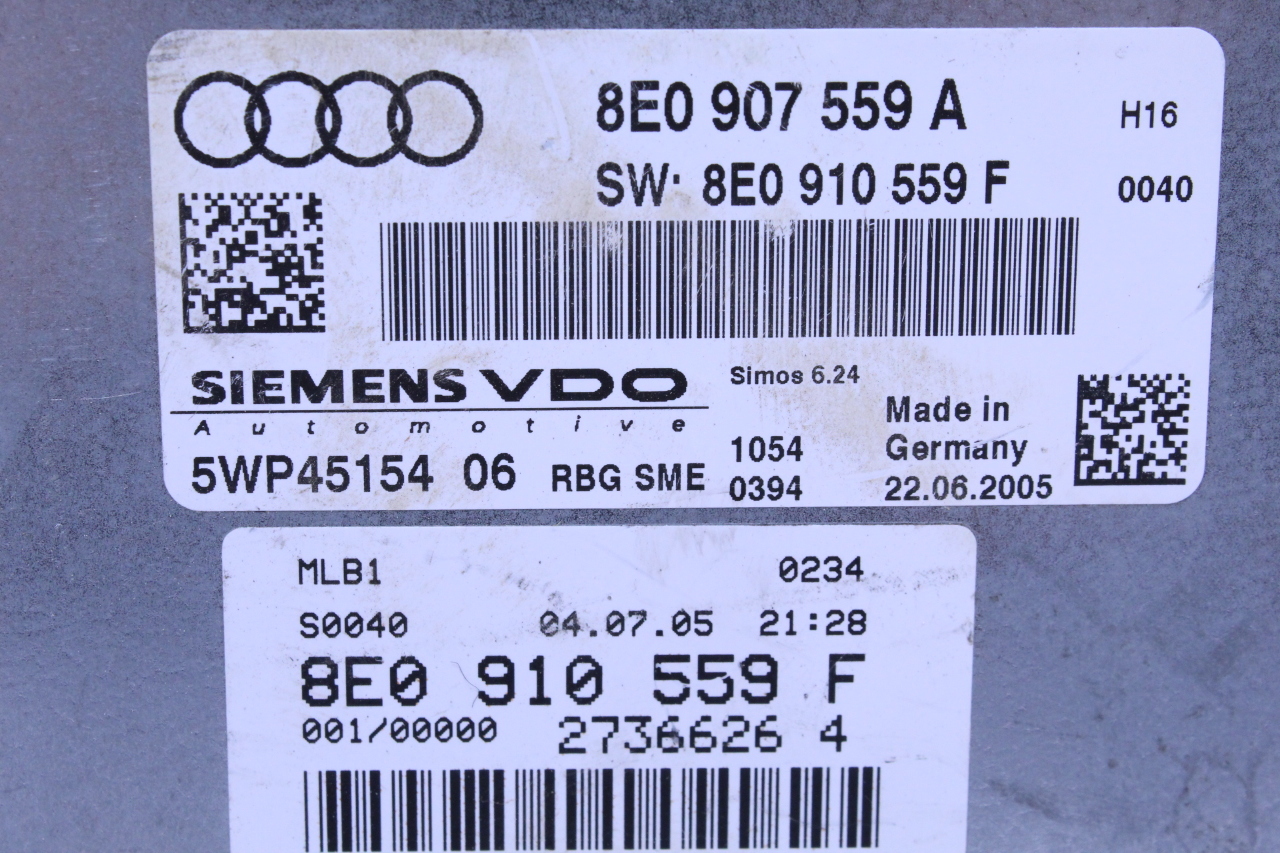 8E0 907 559 A H16
SW· 8E0 910 559 F 0040
SIEMENS VDO Simos 6.24
Automotive
Made in
1054 Germany
5WP45154 06 RBG SME
0394 22.06.2005
MLB1 0234
S0040 04.07.05 21:28
8E0 910 559 F
001/00000 2736626 4